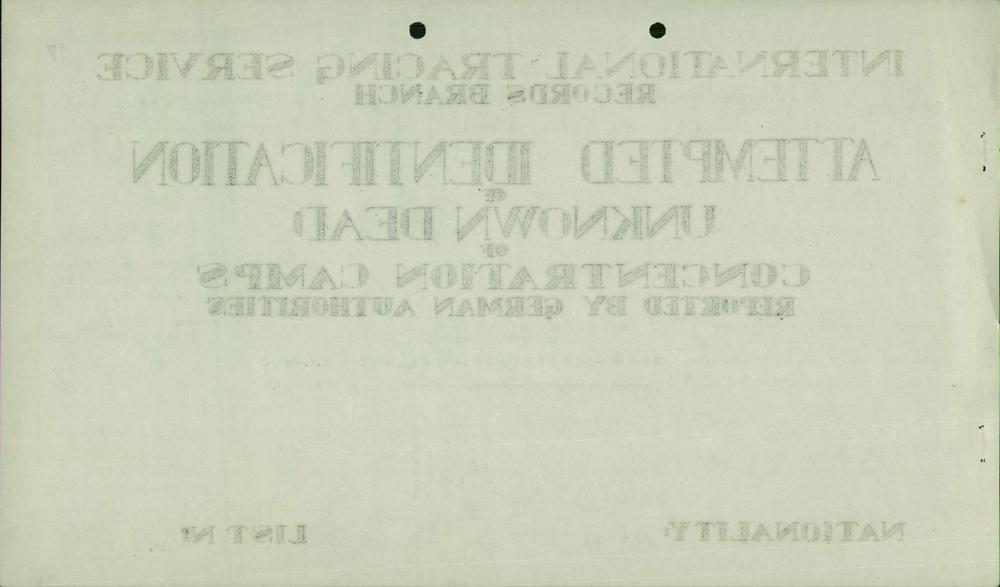 17
INTERNATIONAL TRACING SERVICE
RECORDS BRANCH
ATTEMPTED IDENTIFICATION
OF
UNKNOWN DEAD
OF
CONCENTRATION CAMPS
REPORTED BY GERMAN AUTHORITIES
NATIONALITY: LIST Nº